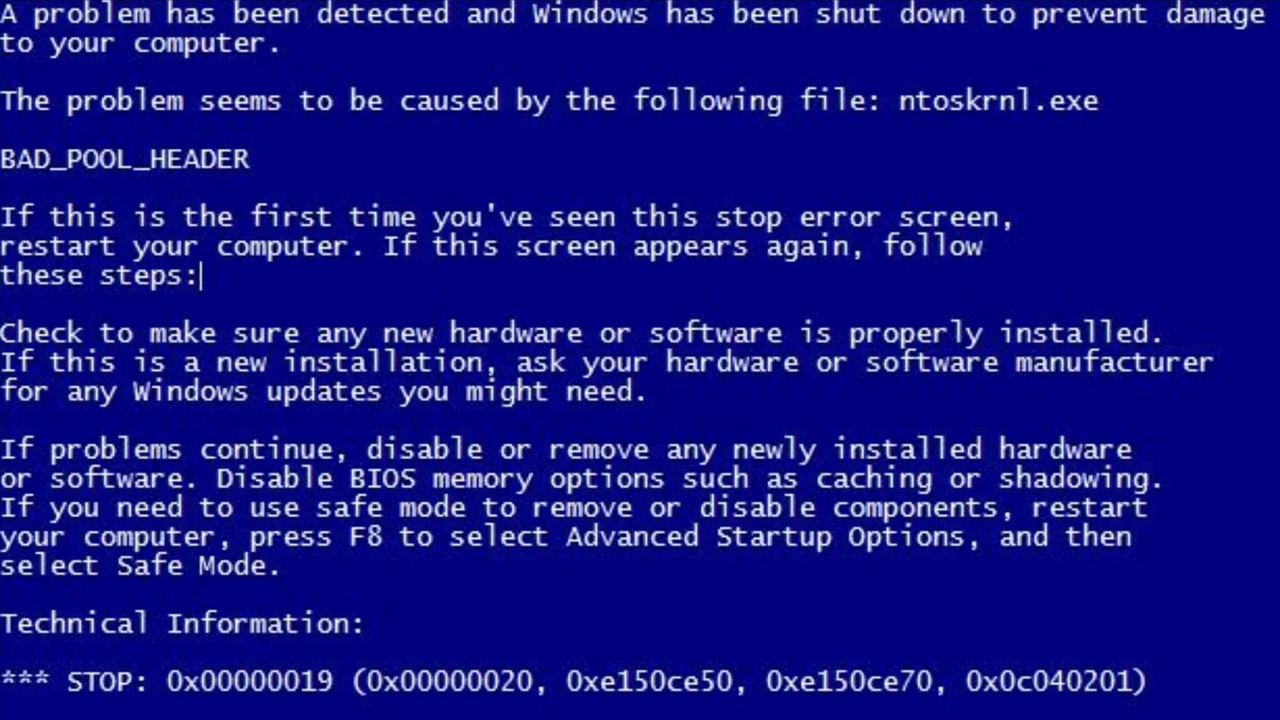 A problem has been detected and Windows has been shut down to prevent damage
to your computer.
The problem seems to be caused by the following file: ntoskrnl.exe
BAD_POOL_HEADER
If this is the first time you've seen this stop error screen,
restart your computer. If this screen appears again, follow
these steps:
Check to make sure any new hardware or software is properly installed.
If this is a new installation, ask your hardware or software manufacturer
for any Windows updates you might need.
If problems continue, disable or remove any newly installed hardware
or software. Disable BIOS memory options such as caching or shadowing.
If you need to use safe mode to remove or disable components, restart
your computer, press F8 to select Advanced Startup Options, and then
select Safe Mode.
Technical Information:
*** STOP: 0x00000019 (0x00000020, 0xe150ce50, 0xe150ce70, 0x0c040201)